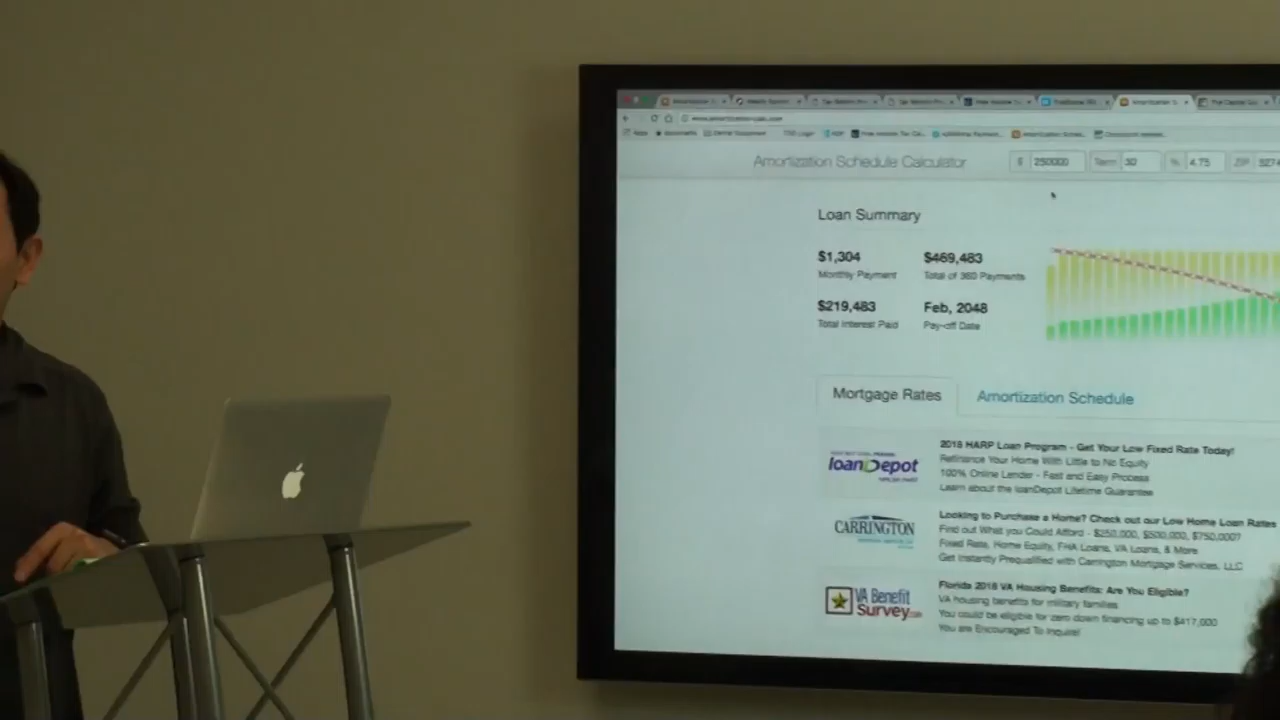 Amortization Schedule Calculator $ 250000 Term 30 % 4.75 ZIP
Loan Summary
$1,304 $469,483
Monthly Payment Total of 360 Payments
$219,483 Feb, 2048
Total Interest Paid Pay-off Date
Mortgage Rates Amortization Schedule
loanDepot
2018 HARP Loan Program - Get Your Low Fixed Rate Today!
Refinance Your Home With Little to No Equity
100% Online Lender - Fast and Easy Process
Learn about the loanDepot Lifetime Guarantee
CARRINGTON
Looking to Purchase a Home? Check out our Low Home Loan Rates
Find out What you Could Afford - $250,000, $500,000, $750,000?
Fixed Rate, Home Equity, FHA Loans, VA Loans, & More
Get Instantly Prequalified with Carrington Mortgage Services, LLC
VA Benefit
Survey.com
Florida 2018 VA Housing Benefits: Are You Eligible?
VA housing benefits for military families
You could be eligible for zero down financing up to $417,000
You are Encouraged To Inquire!